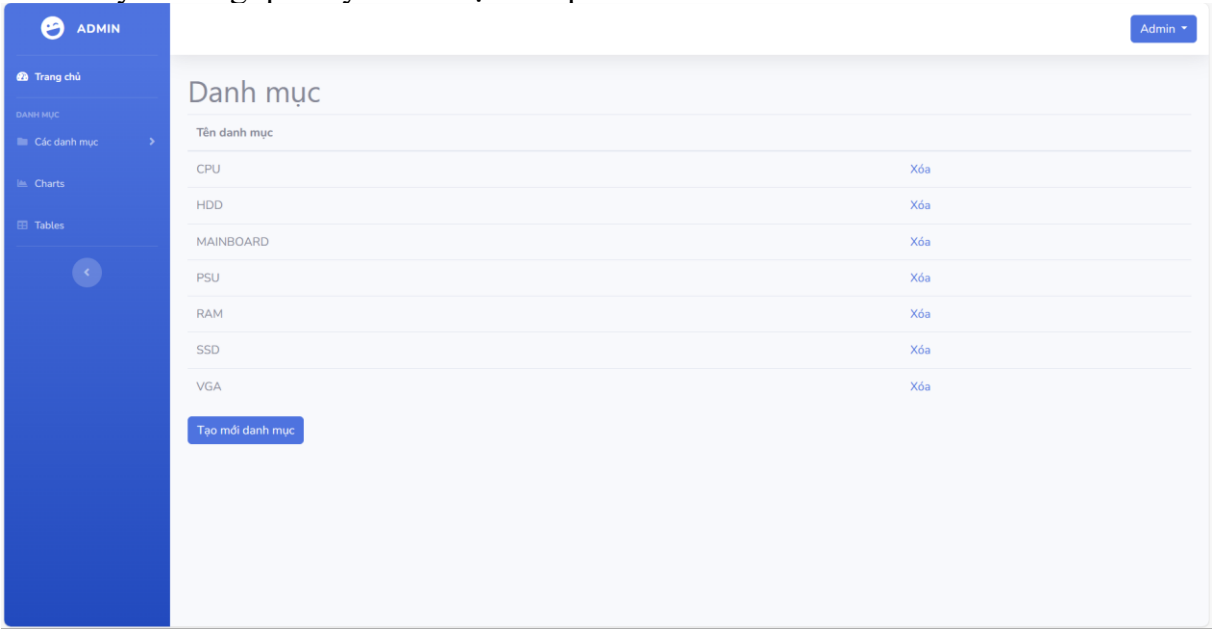 ADMIN
Admin
Trang chủ
Danh mục
DANH MỤC
Tên danh mục
Các danh mục
CPU Xóa
Charts
HDD Xóa
Tables
MAINBOARD Xóa
PSU Xóa
RAM Xóa
SSD Xóa
VGA Xóa
Tạo mới danh mục